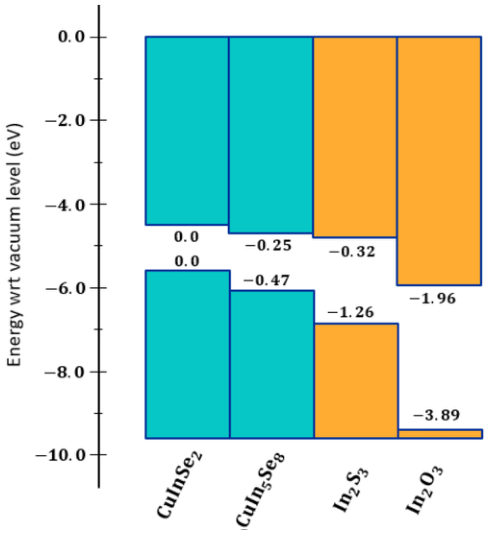 Energy wrt vacuum level (eV)
0.0
−2.0
−4.0
−6.0
−8.0
−10.0
0.0
−0.25
−0.32
−1.96
0.0
−0.47
−1.26
−3.89
CuInSe₂
CuIn₅Se₈
In₂S₃
In₂O₃